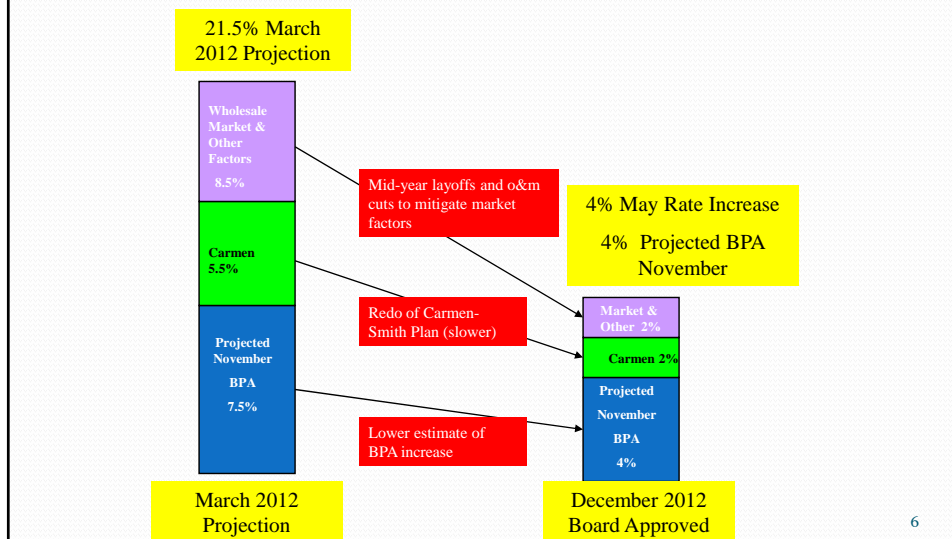 21.5% March
2012 Projection
Wholesale
Market &
Other
Factors
8.5%
Carmen
5.5%
Projected
November
BPA
7.5%
March 2012
Projection
Mid-year layoffs and o&m
cuts to mitigate market
factors
Redo of Carmen-
Smith Plan (slower)
Lower estimate of
BPA increase
4% May Rate Increase
4% Projected BPA
November
Market &
Other 2%
Carmen 2%
Projected
November
BPA
4%
December 2012
Board Approved
6